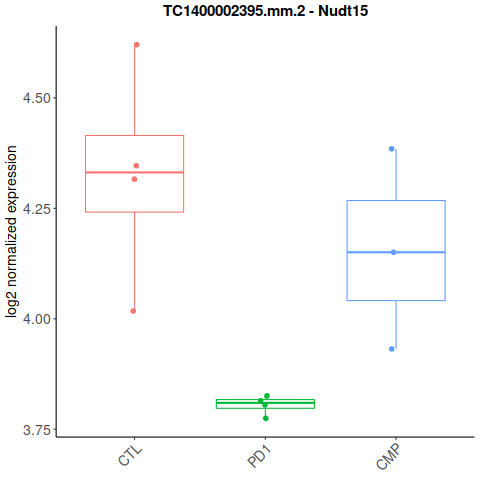 TC1400002395.mm.2 - Nudt15
log2 normalized expression
4.50
4.25
4.00
3.75
CTL
PD1
CMP